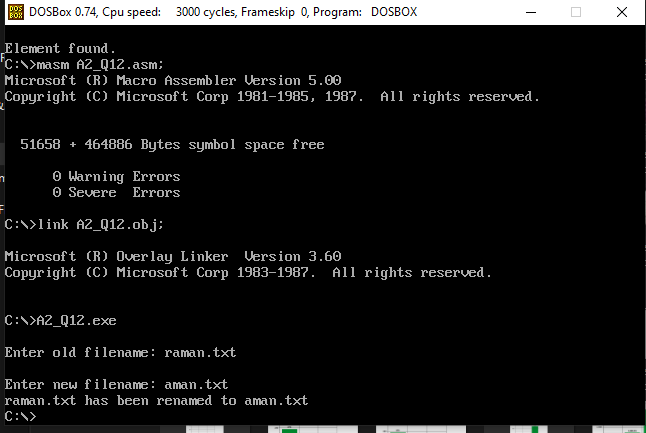 DOSBox 0.74, Cpu speed: 3000 cycles, Frameskip 0, Program: DOSBOX
Element found.
C:\>masm A2_Q12.asm;
Microsoft (R) Macro Assembler Version 5.00
Copyright (C) Microsoft Corp 1981-1985, 1987.  All rights reserved.
51658 + 464886 Bytes symbol space free
0 Warning Errors
0 Severe  Errors
C:\>link A2_Q12.obj;
Microsoft (R) Overlay Linker  Version 3.60
Copyright (C) Microsoft Corp 1983-1987.  All rights reserved.
C:\>A2_Q12.exe
Enter old filename: raman.txt
Enter new filename: aman.txt
raman.txt has been renamed to aman.txt
C:\>